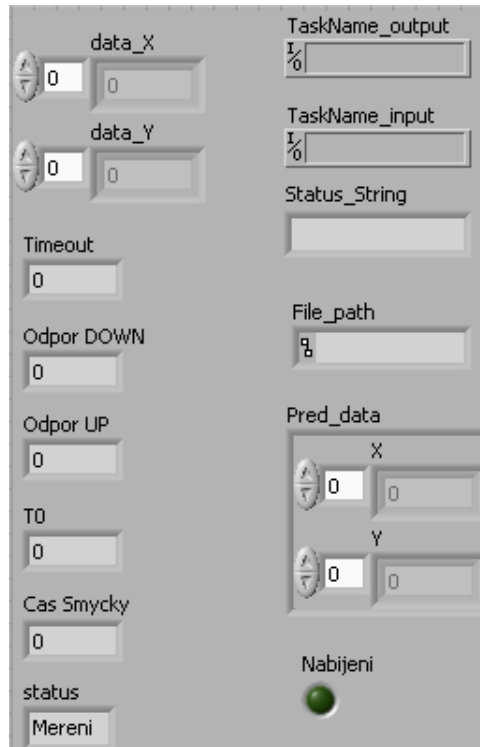 data_X
0
0
data_Y
0
0
Timeout
0
Odpor DOWN
0
Odpor UP
0
T0
0
Cas Smycky
0
status
Mereni
TaskName_output
I/O
TaskName_input
I/O
Status_String
File_path
Pred_data
X
0
0
Y
0
0
Nabijeni